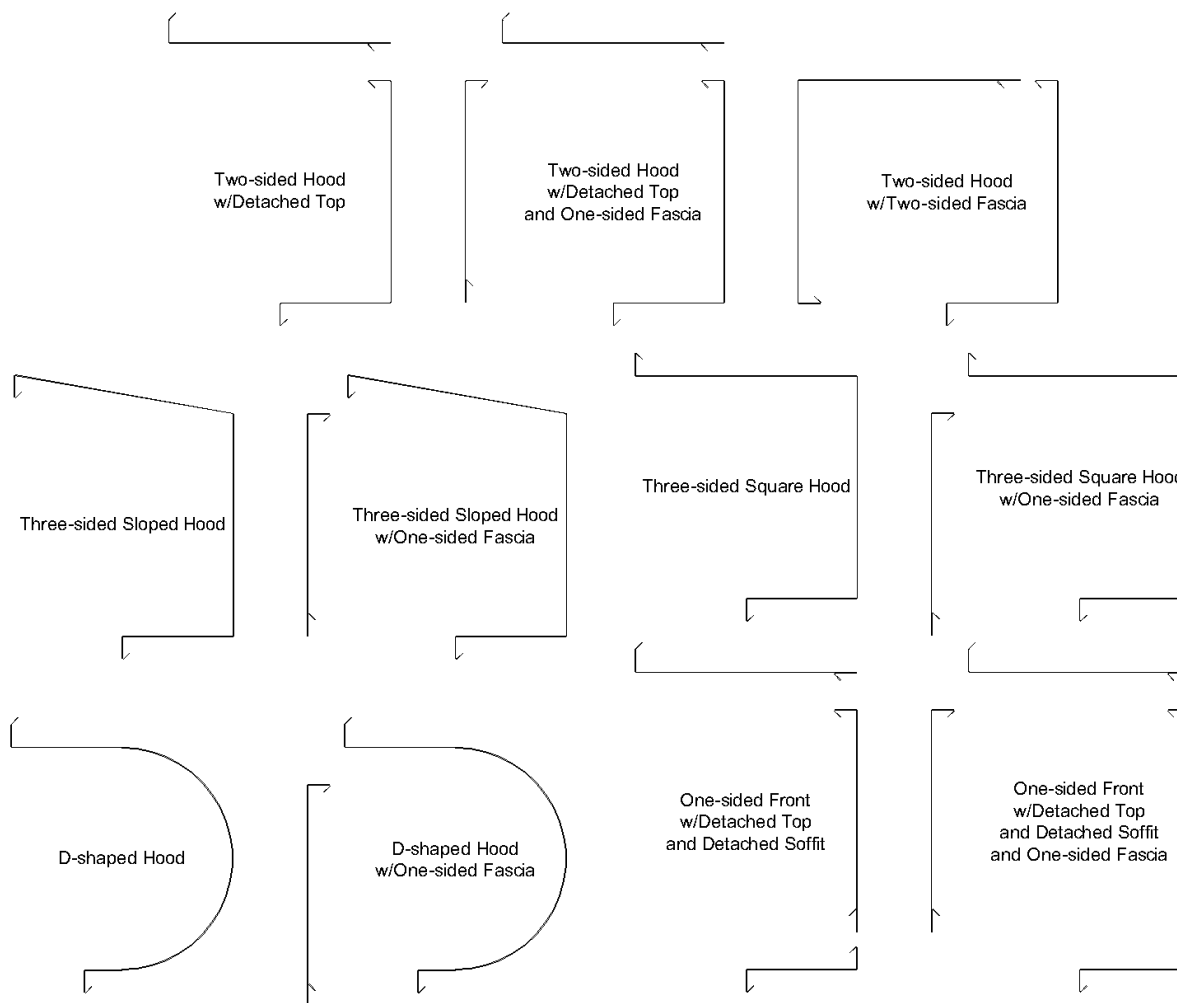 Two-sided Hood
w/Detached Top
Two-sided Hood
w/Detached Top
and One-sided Fascia
Two-sided Hood
w/Two-sided Fascia
Three-sided Sloped Hood
Three-sided Sloped Hood
w/One-sided Fascia
Three-sided Square Hood
Three-sided Square Hood
w/One-sided Fascia
D-shaped Hood
D-shaped Hood
w/One-sided Fascia
One-sided Front
w/Detached Top
and Detached Soffit
One-sided Front
w/Detached Top
and Detached Soffit
and One-sided Fascia